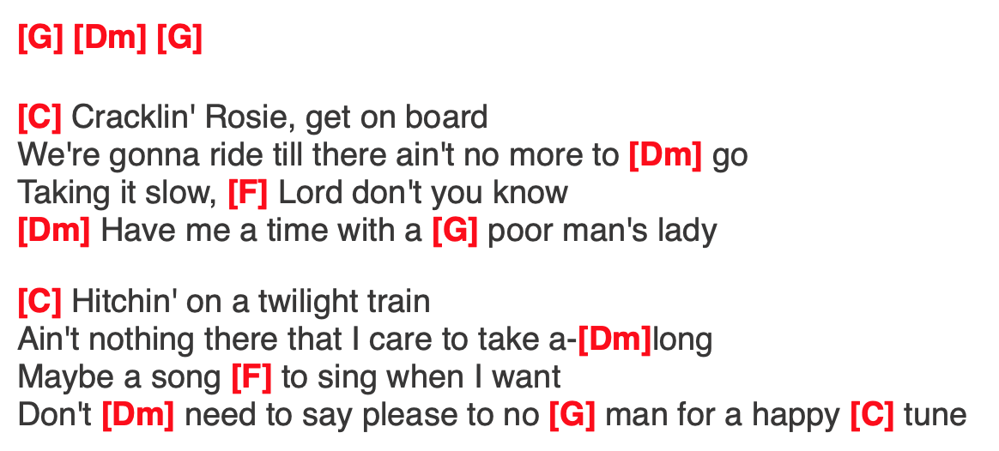 [G] [Dm] [G]
[C] Cracklin' Rosie, get on board
We're gonna ride till there ain't no more to [Dm] go
Taking it slow, [F] Lord don't you know
[Dm] Have me a time with a [G] poor man's lady
[C] Hitchin' on a twilight train
Ain't nothing there that I care to take a-[Dm]long
Maybe a song [F] to sing when I want
Don't [Dm] need to say please to no [G] man for a happy [C] tune